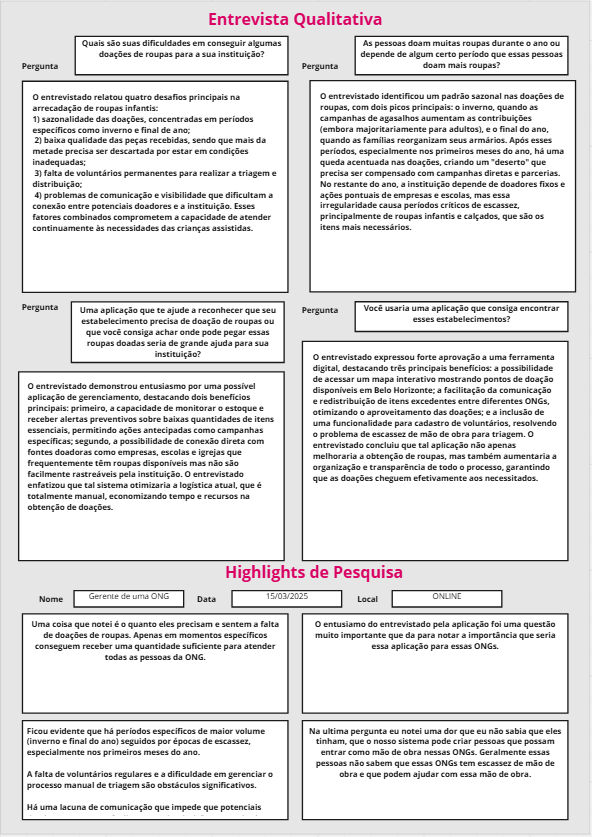 Entrevista Qualitativa
Pergunta
Quais são suas dificuldades em conseguir algumas
doações de roupas para a sua instituição?
O entrevistado relatou quatro desafios principais na
arrecadação de roupas infantis:
1) sazonalidade das doações, concentradas em períodos
específicos como inverno e final de ano;
2) baixa qualidade das peças recebidas, sendo que mais da
metade precisa ser descartada por estar em condições
inadequadas;
3) falta de voluntários permanentes para realizar a triagem e
distribuição;
4) problemas de comunicação e visibilidade que dificultam a
conexão entre potenciais doadores e a instituição. Esses
fatores combinados comprometem a capacidade de atender
continuamente às necessidades das crianças assistidas.
Pergunta
As pessoas doam muitas roupas durante o ano ou
depende de algum certo período que essas pessoas
doam mais roupas?
O entrevistado identificou um padrão sazonal nas doações de
roupas, com dois picos principais: o inverno, quando as
campanhas de agasalhos aumentam as contribuições
(embora majoritariamente para adultos), e o final do ano,
quando as famílias reorganizam seus armários. Após esses
períodos, especialmente nos primeiros meses do ano, há uma
queda acentuada nas doações, criando um "deserto" que
precisa ser compensado com campanhas diretas e parcerias.
No restante do ano, a instituição depende de doadores fixos e
ações pontuais de empresas e escolas, mas essa
irregularidade causa períodos críticos de escassez,
principalmente de roupas infantis e calçados, que são os
itens mais necessários.
Pergunta
Uma aplicação que te ajude a reconhecer que seu
estabelecimento precisa de doação de roupas ou
que você consiga achar onde pode pegar essas
roupas doadas seria de grande ajuda para sua
instituição?
O entrevistado demonstrou entusiasmo por uma possível
aplicação de gerenciamento, destacando dois benefícios
principais: primeiro, a capacidade de monitorar o estoque e
receber alertas preventivos sobre baixas quantidades de itens
essenciais, permitindo ações antecipadas como campanhas
específicas; segundo, a possibilidade de conexão direta com
fontes doadoras como empresas, escolas e igrejas que
frequentemente têm roupas disponíveis mas não são
facilmente rastreáveis pela instituição. O entrevistado
enfatizou que tal sistema otimizaria a logística atual, que é
totalmente manual, economizando tempo e recursos na
obtenção de doações.
Pergunta
Você usaria uma aplicação que consiga encontrar
esses estabelecimentos?
O entrevistado expressou forte aprovação a uma ferramenta
digital, destacando três principais benefícios: a possibilidade
de acessar um mapa interativo mostrando pontos de doação
disponíveis em Belo Horizonte; a facilitação da comunicação
e redistribuição de itens excedentes entre diferentes ONGs,
otimizando o aproveitamento das doações; e a inclusão de
uma funcionalidade para cadastro de voluntários, resolvendo
o problema de escassez de mão de obra para triagem. O
entrevistado concluiu que tal aplicação não apenas
melhoraria a obtenção de roupas, mas também aumentaria a
organização e transparência de todo o processo, garantindo
que as doações cheguem efetivamente aos necessitados.
Highlights de Pesquisa
Nome
Gerente de uma ONG
Data
15/03/2025
Local
ONLINE
Uma coisa que notei é o quanto eles precisam e sentem a falta
de doações de roupas. Apenas em momentos específicos
conseguem receber uma quantidade suficiente para atender
todas as pessoas da ONG.
O entusiamo do entrevistado pela aplicação foi uma questão
muito importante que da para notar a importância que seria
essa aplicação para essas ONGs.
Ficou evidente que há períodos específicos de maior volume
(inverno e final do ano) seguidos por épocas de escassez,
especialmente nos primeiros meses do ano.
A falta de voluntários regulares e a dificuldade em gerenciar o
processo manual de triagem são obstáculos significativos.
Há uma lacuna de comunicação que impede que potenciais
Na ultima pergunta eu notei uma dor que eu não sabia que eles
tinham, que o nosso sistema pode criar pessoas que possam
entrar como mão de obra nessas ONGs. Geralmente essas
pessoas não sabem que essas ONGs tem escassez de mão de
obra e que podem ajudar com essa mão de obra.